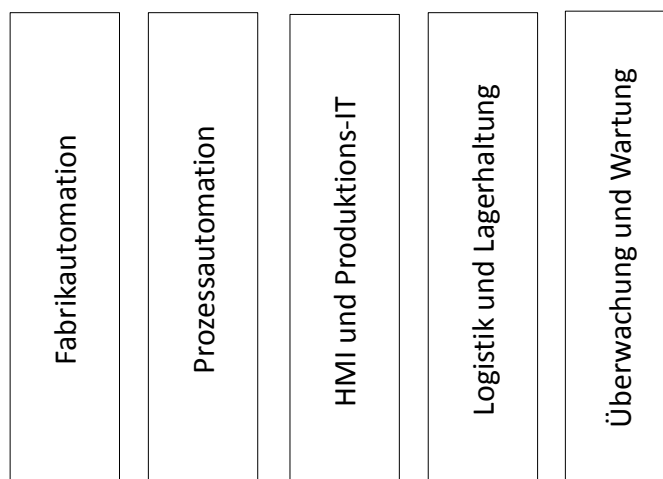 Fabrikautomation
Prozessautomation
HMI und Produktions-IT
Logistik und Lagerhaltung
Überwachung und Wartung